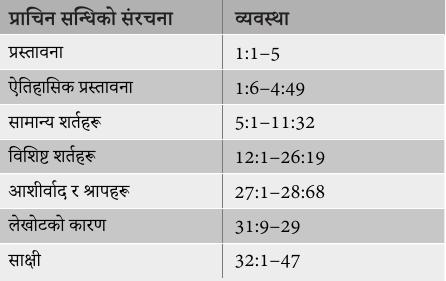 प्राचिन सन्धिको संरचना व्यवस्था
प्रस्तावना 1:1–5
ऐतिहासिक प्रस्तावना 1:6–4:49
सामान्य शर्तहरू 5:1–11:32
विशिष्ट शर्तहरू 12:1–26:19
आशीर्वाद र श्रापहरू 27:1–28:68
लेखोटको कारण 31:9–29
साक्षी 32:1–47